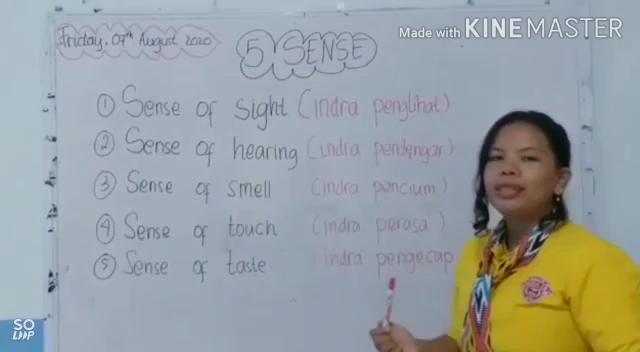 Made with KINEMASTER
Friday, 07th August 2020
5 SENSE
① Sense of sight (indra penglihat)
② Sense of hearing (indra pendengar)
③ Sense of smell (indra pencium)
④ Sense of touch (indra perasa)
⑤ Sense of taste (indra pengecap
SO
LOOP